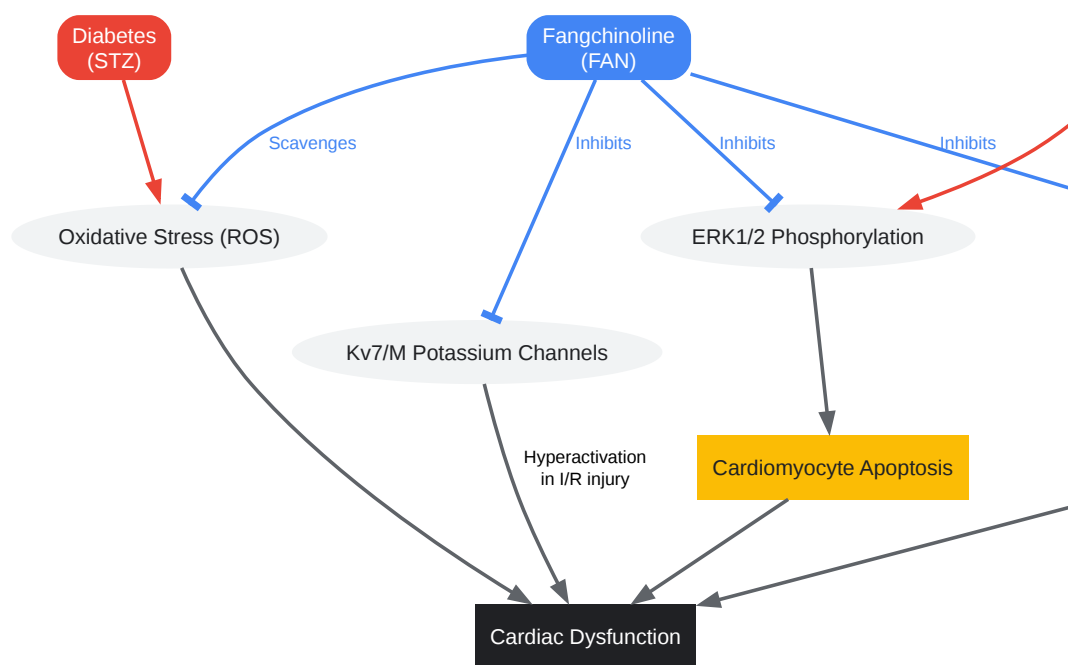 Diabetes
(STZ)
Fangchinoline
(FAN)
Scavenges
Inhibits
Inhibits
Inhibits
Oxidative Stress (ROS)
ERK1/2 Phosphorylation
Kv7/M Potassium Channels
Hyperactivation
in I/R injury
Cardiomyocyte Apoptosis
Cardiac Dysfunction